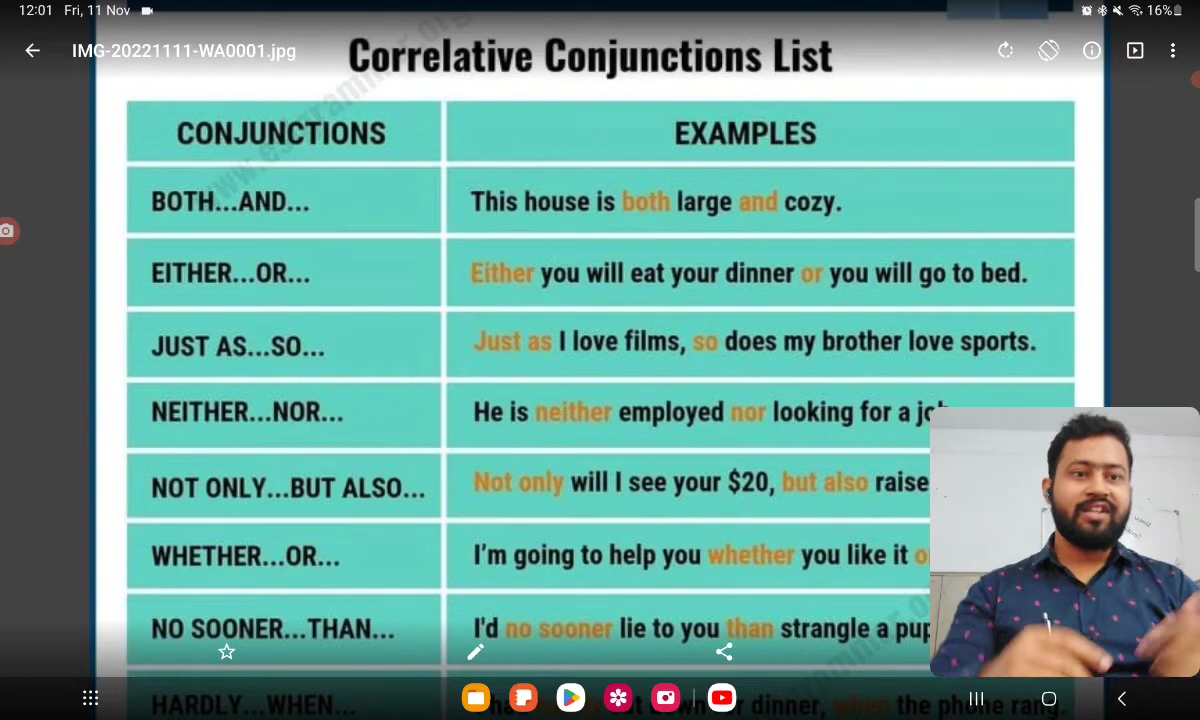 12:01 Fri, 11 Nov
16%
IMG-20221111-WA0001.jpg
Correlative Conjunctions List
CONJUNCTIONS EXAMPLES
BOTH...AND... This house is both large and cozy.
EITHER...OR... Either you will eat your dinner or you will go to bed.
JUST AS...SO... Just as I love films, so does my brother love sports.
NEITHER...NOR... He is neither employed nor looking for a
NOT ONLY...BUT ALSO... Not only will I see your $20, but also raise
WHETHER...OR... I'm going to help you whether you like it
NO SOONER...THAN... I'd no sooner lie to you than strangle a
HARDLY...WHEN... dinner, when the phone rang.